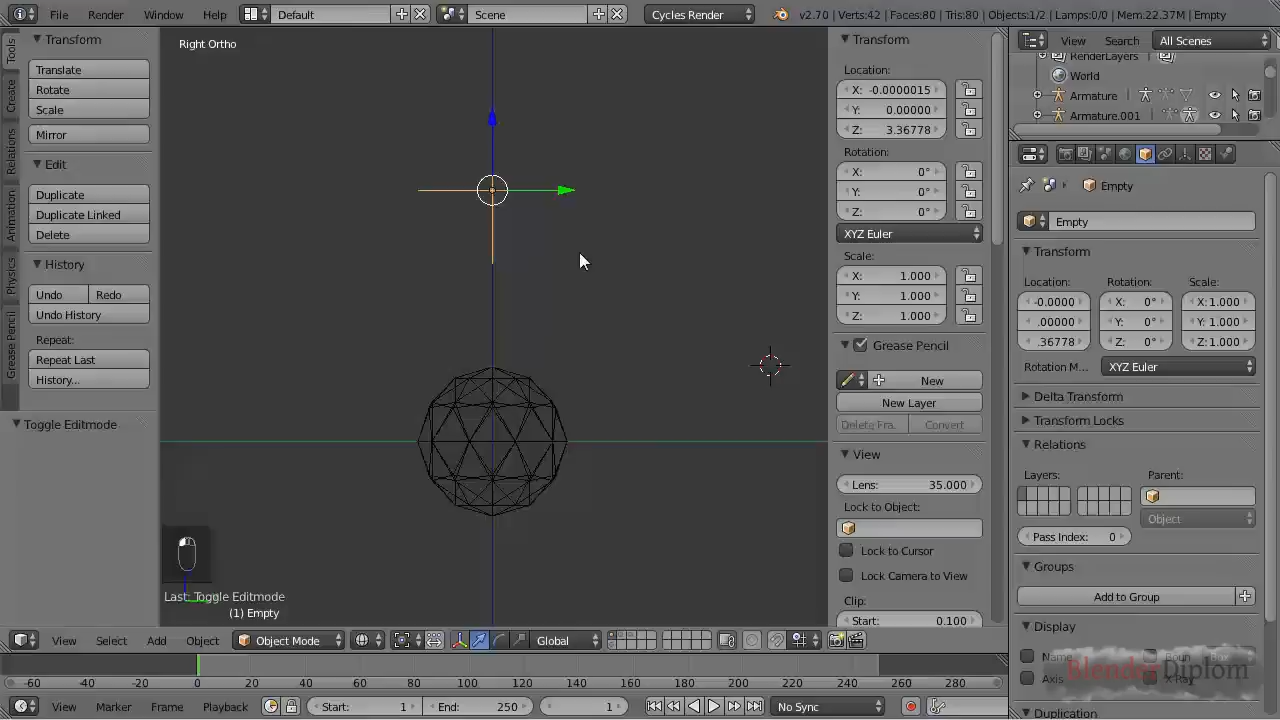 File Render Window Help Default Scene Cycles Render v2.70 | Verts:42 | Faces:80 | Tris:80 | Objects:1/2 | Lamps:0/0 | Mem:22.37M | Empty
Tools
Create
Relations
Animation
Physics
Grease Pencil
Transform
Translate
Rotate
Scale
Mirror
Edit
Duplicate
Duplicate Linked
Delete
History
Undo Redo
Undo History
Repeat:
Repeat Last
History...
Toggle Editmode
Right Ortho
Last: Toggle Editmode
(1) Empty
Transform
Location:
X: -0.0000015
Y: 0.00000
Z: 3.36778
Rotation:
X: 0°
Y: 0°
Z: 0°
XYZ Euler
Scale:
X: 1.000
Y: 1.000
Z: 1.000
Grease Pencil
New
New Layer
Delete Fra. Convert
View
Lens: 35.000
Lock to Object:
Lock to Cursor
Lock Camera to View
Clip:
Start: 0.100
View Search All Scenes
RenderLayers
World
Armature
Armature.001
Empty
Empty
Transform
Location: Rotation: Scale:
-0.0000 X: 0° X: 1.000
.00000 Y: 0° Y: 1.000
.36778 Z: 0° Z: 1.000
Rotation M... XYZ Euler
Delta Transform
Transform Locks
Relations
Layers: Parent:
Object
Pass Index: 0
Groups
Add to Group
Display
Name
Axis X-Ray
BlenderDiplom
Duplication
View Select Add Object Object Mode Global
-60 -40 -20 0 20 40 60 80 100 120 140 160 180 200 220 240 260 280
View Marker Frame Playback Start: 1 End: 250 1 No Sync